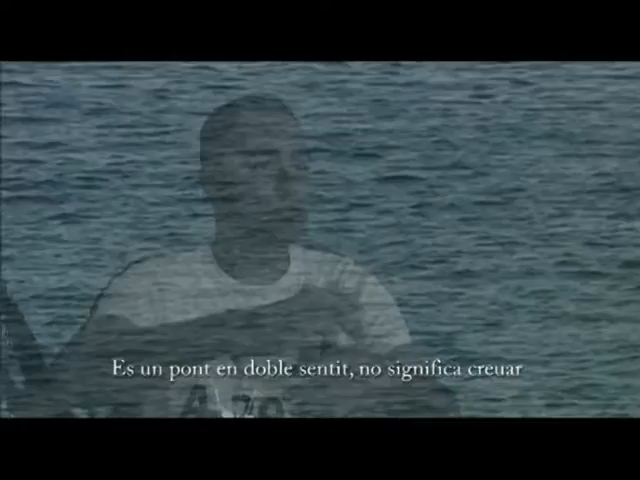 Es un pont en doble sentit, no significa creuar